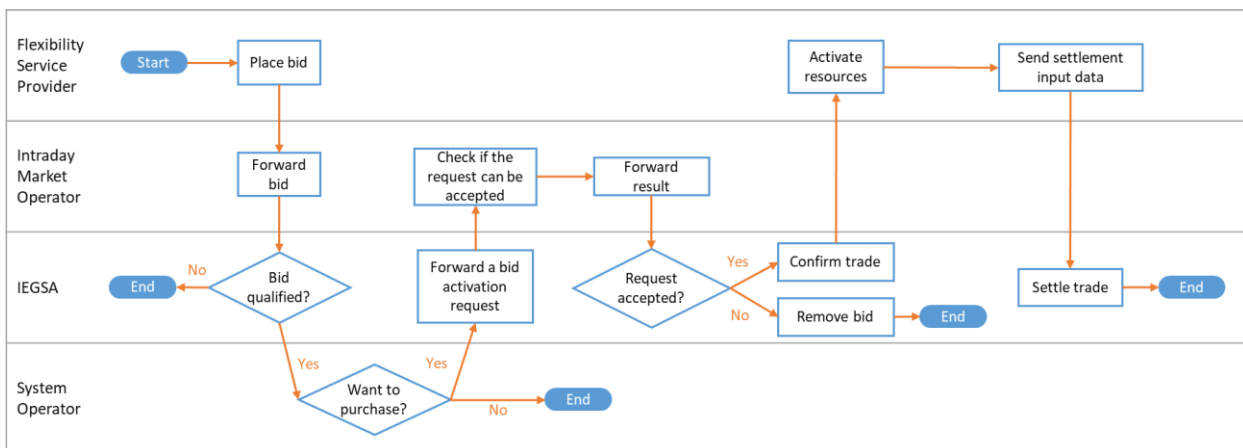 Flexibility
Service
Provider
Start
Place bid
Activate
resources
Send settlement
input data
Intraday
Market
Operator
Forward
bid
Check if the
request can be
accepted
Forward
result
IEGSA
End
No
Bid
qualified?
Forward a bid
activation
request
Request
accepted?
Yes
No
Confirm trade
Remove bid
End
Settle trade
End
System
Operator
Yes
Want to
purchase?
Yes
No
End